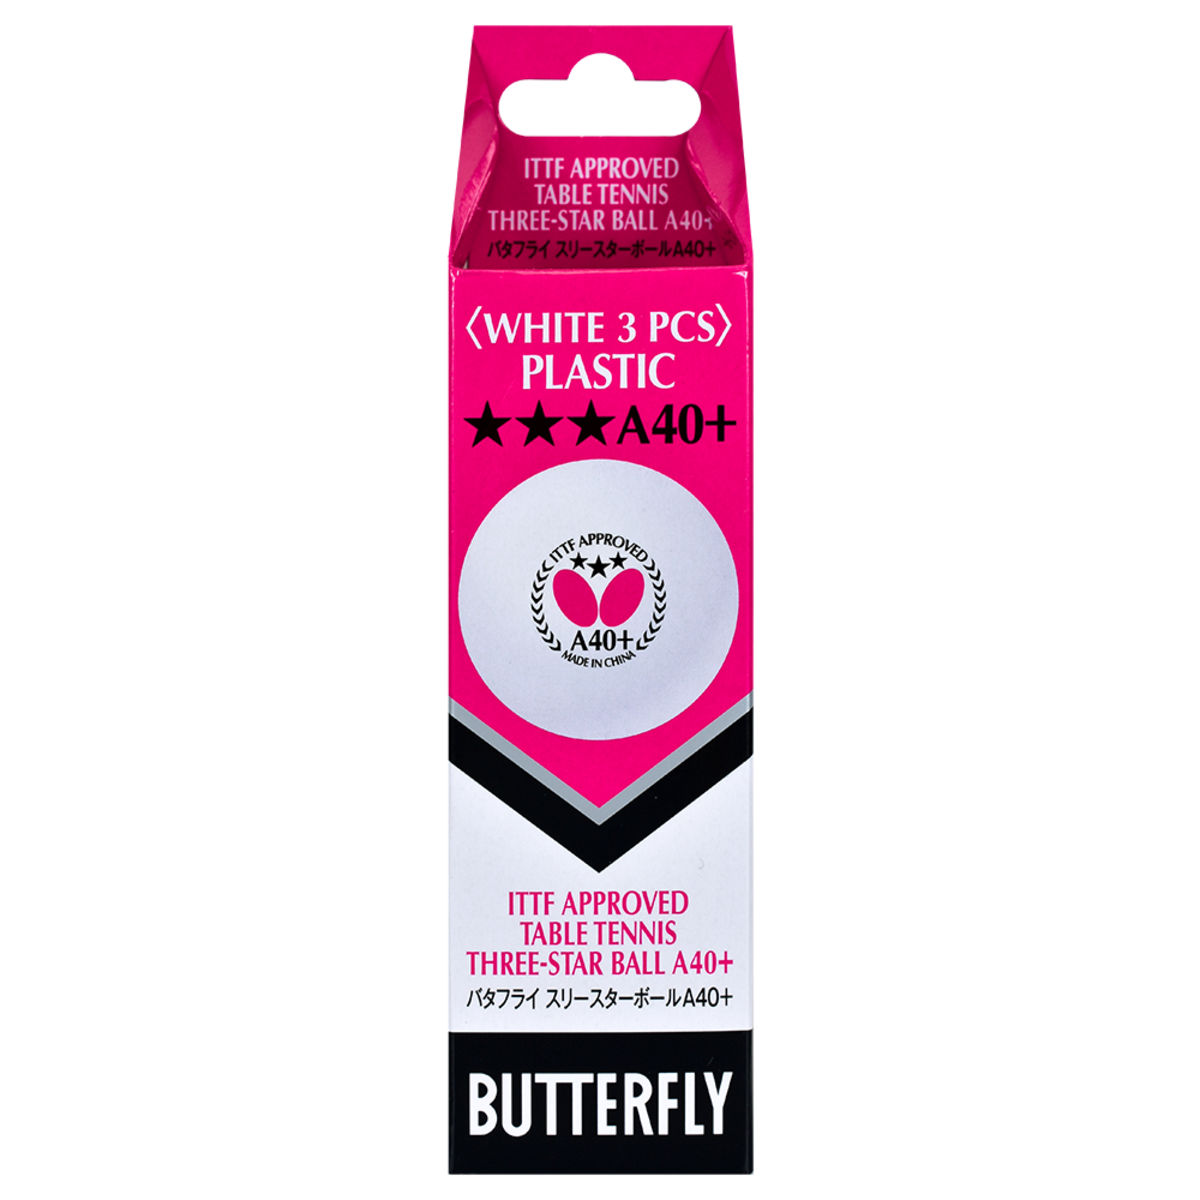 ITTF APPROVED
TABLE TENNIS
THREE-STAR BALL A40+
バタフライ スリースターボールA40+
〈WHITE 3 PCS〉
PLASTIC
★★★A40+
ITTF APPROVED
★★★
A40+
MADE IN CHINA
ITTF APPROVED
TABLE TENNIS
THREE-STAR BALL A40+
バタフライ スリースターボールA40+
BUTTERFLY